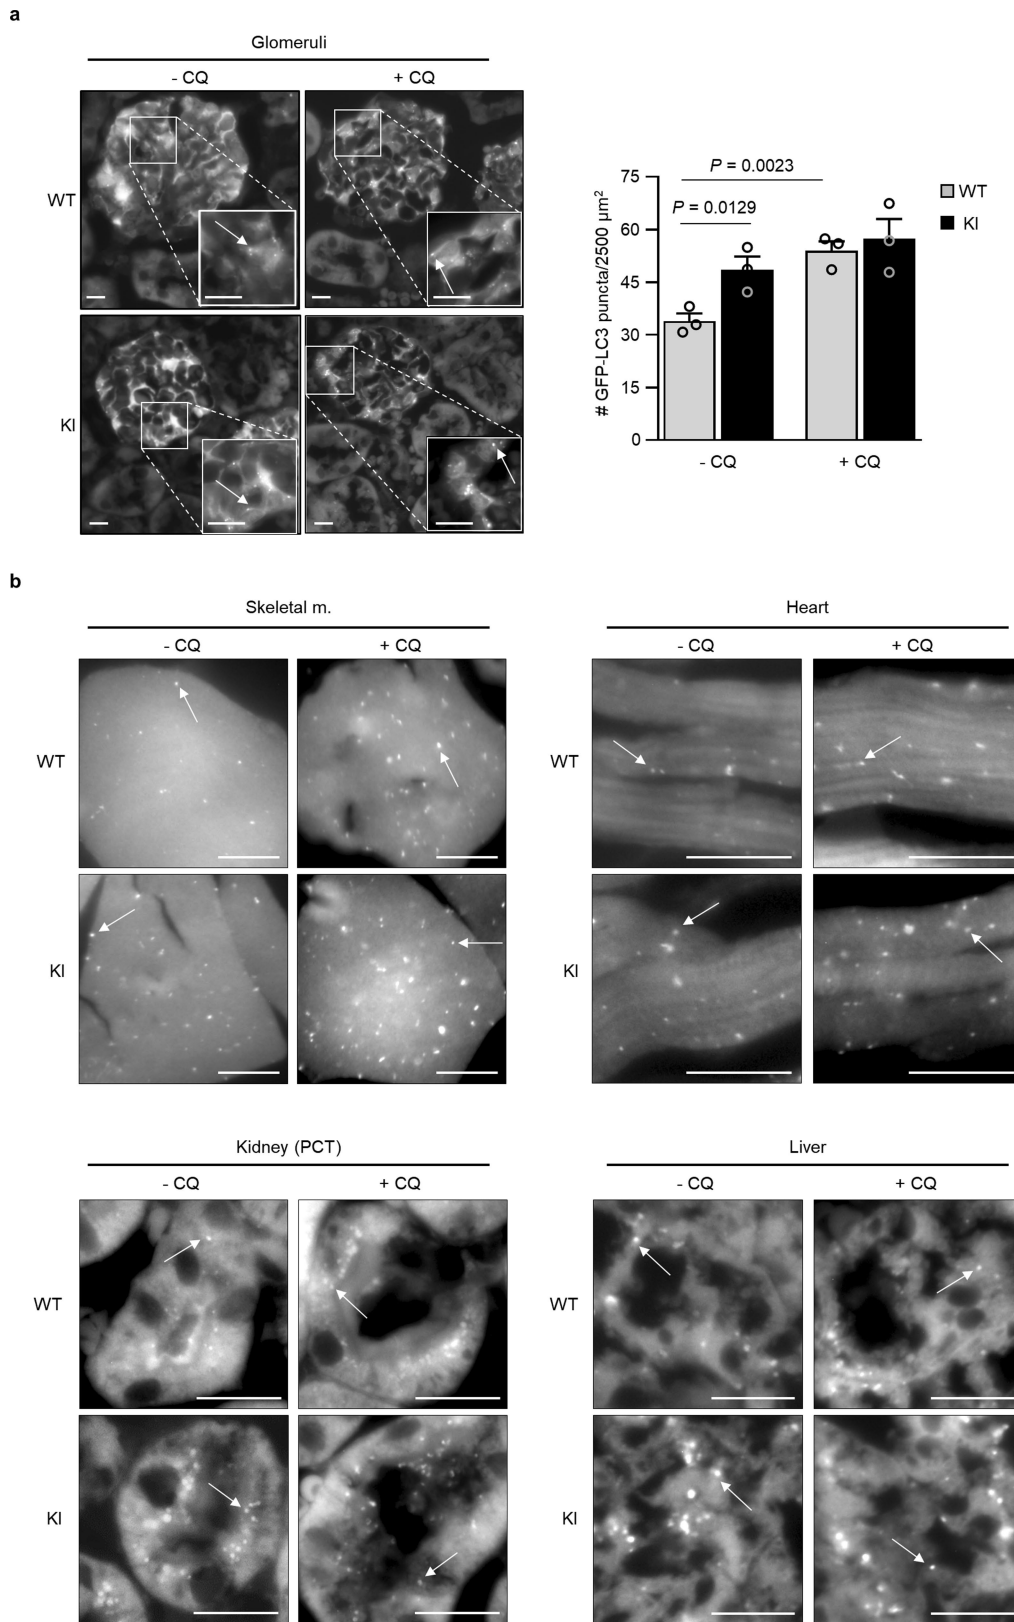 a
Glomeruli
- CQ
+ CQ
WT
KI
P = 0.0023
P = 0.0129
# GFP-LC3 puncta/2500 µm²
75
60
45
30
15
0
- CQ
+ CQ
WT
KI
b
Skeletal m.
- CQ
+ CQ
WT
KI
Heart
- CQ
+ CQ
WT
KI
Kidney (PCT)
- CQ
+ CQ
WT
KI
Liver
- CQ
+ CQ
WT
KI